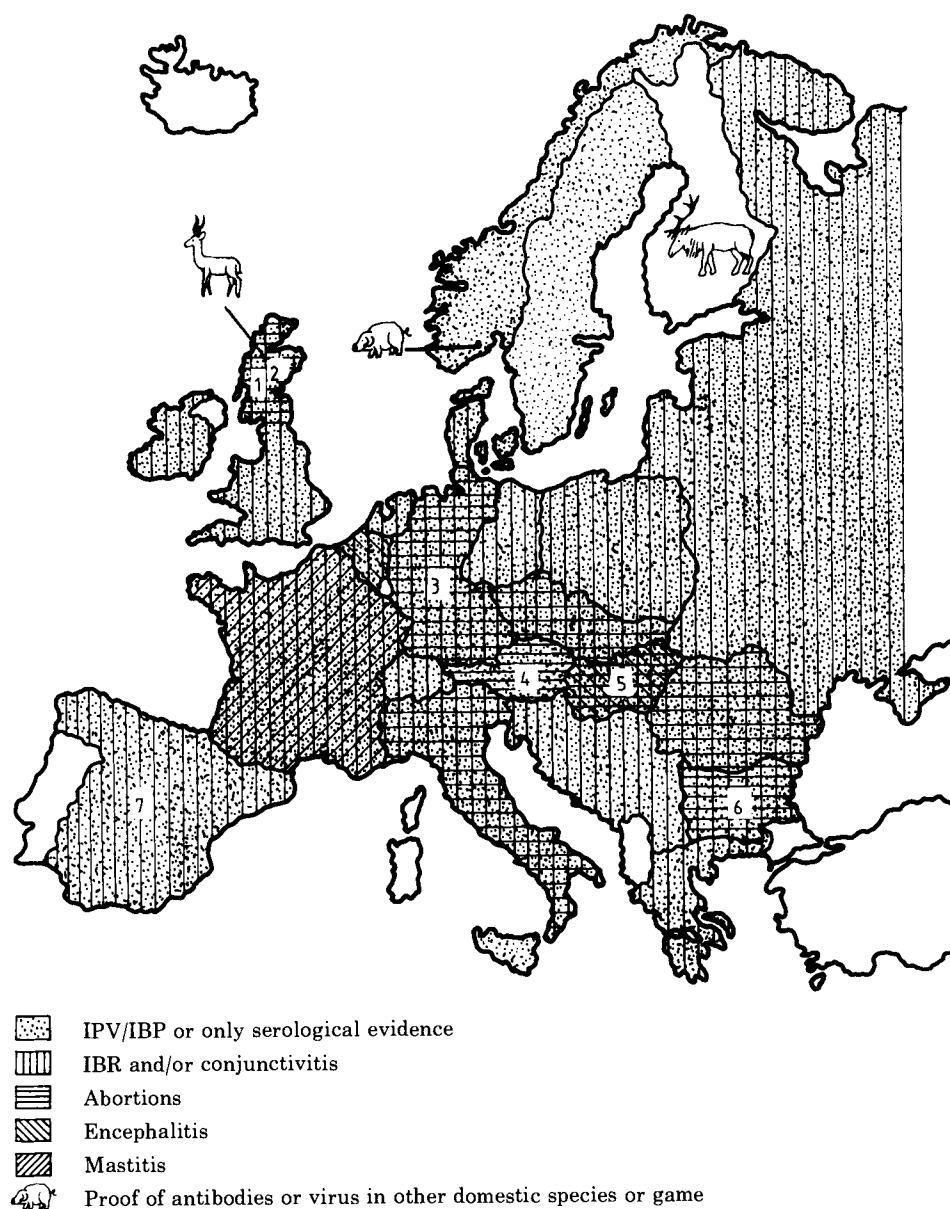 1
2
3
4
5
6
7
IPV/IBP or only serological evidence
IBR and/or conjunctivitis
Abortions
Encephalitis
Mastitis
Proof of antibodies or virus in other domestic species or game